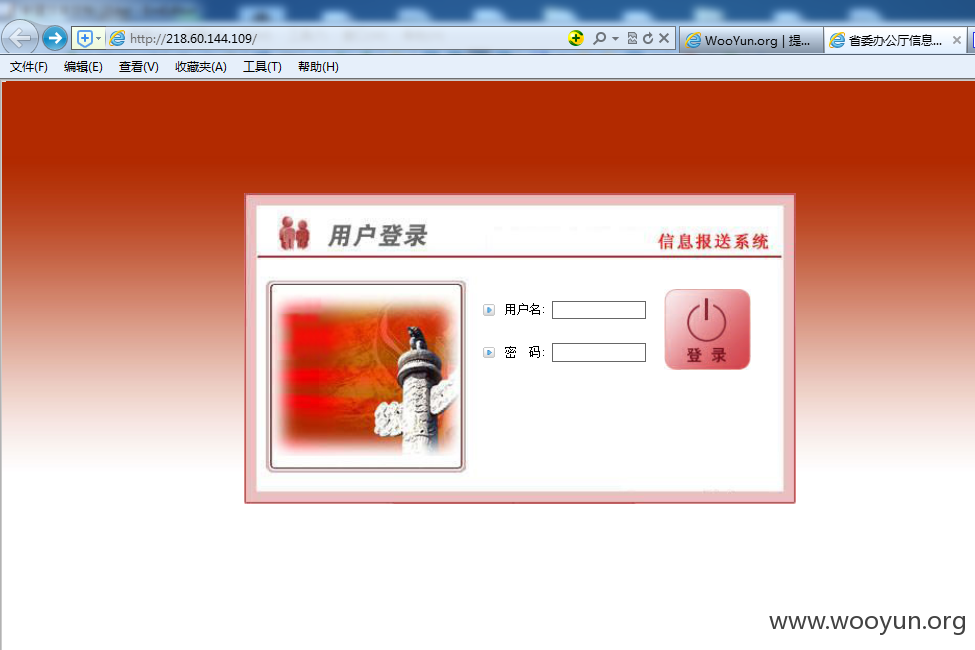 http://218.60.144.109/
WooYun.org | 提...
省委办公厅信息...
文件(F) 编辑(E) 查看(V) 收藏夹(A) 工具(T) 帮助(H)
用户登录
信息报送系统
用户名:
密 码:
登 录
www.wooyun.org